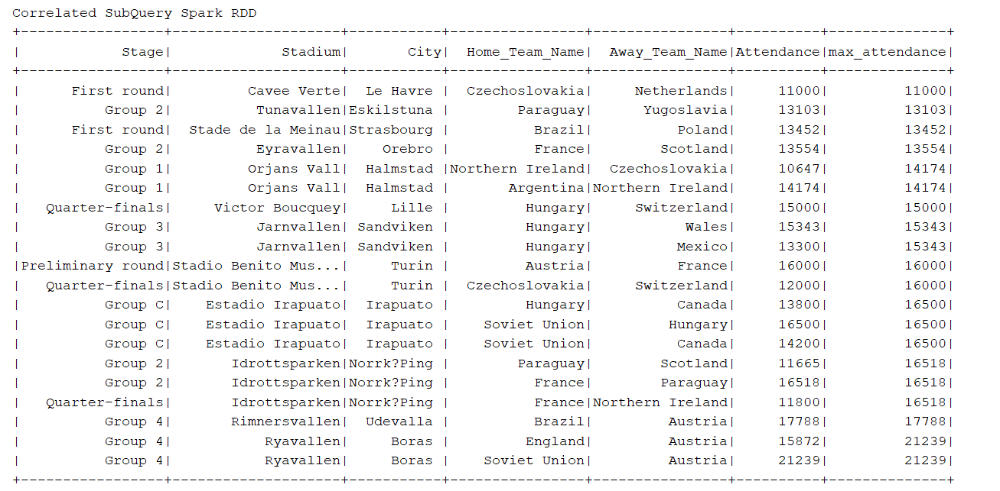 Correlated SubQuery Spark RDD
+-----------------+--------------------+-----------+----------------+----------------+----------+--------------+
|            Stage|             Stadium|       City|  Home_Team_Name|  Away_Team_Name|Attendance|max_attendance|
+-----------------+--------------------+-----------+----------------+----------------+----------+--------------+
|      First round|         Cavee Verte|  Le Havre |  Czechoslovakia|     Netherlands|     11000|         11000|
|          Group 2|          Tunavallen|Eskilstuna |        Paraguay|      Yugoslavia|     13103|         13103|
|      First round|  Stade de la Meinau|Strasbourg |          Brazil|          Poland|     13452|         13452|
|          Group 2|          Eyravallen|    Orebro |          France|        Scotland|     13554|         13554|
|          Group 1|         Orjans Vall|  Halmstad |Northern Ireland|  Czechoslovakia|     10647|         14174|
|          Group 1|         Orjans Vall|  Halmstad |       Argentina|Northern Ireland|     14174|         14174|
|   Quarter-finals|     Victor Boucquey|     Lille |         Hungary|     Switzerland|     15000|         15000|
|          Group 3|          Jarnvallen| Sandviken |         Hungary|           Wales|     15343|         15343|
|          Group 3|          Jarnvallen| Sandviken |         Hungary|          Mexico|     13300|         15343|
|Preliminary round|Stadio Benito Mus...|     Turin |         Austria|          France|     16000|         16000|
|   Quarter-finals|Stadio Benito Mus...|     Turin |  Czechoslovakia|     Switzerland|     12000|         16000|
|          Group C|    Estadio Irapuato|  Irapuato |         Hungary|          Canada|     13800|         16500|
|          Group C|    Estadio Irapuato|  Irapuato |    Soviet Union|         Hungary|     16500|         16500|
|          Group C|    Estadio Irapuato|  Irapuato |    Soviet Union|          Canada|     14200|         16500|
|          Group 2|       Idrottsparken|Norrk?Ping |        Paraguay|        Scotland|     11665|         16518|
|          Group 2|       Idrottsparken|Norrk?Ping |          France|        Paraguay|     16518|         16518|
|   Quarter-finals|       Idrottsparken|Norrk?Ping |          France|Northern Ireland|     11800|         16518|
|          Group 4|       Rimnersvallen|  Udevalla |          Brazil|         Austria|     17788|         17788|
|          Group 4|           Ryavallen|     Boras |         England|         Austria|     15872|         21239|
|          Group 4|           Ryavallen|     Boras |    Soviet Union|         Austria|     21239|         21239|
+-----------------+--------------------+-----------+----------------+----------------+----------+--------------+